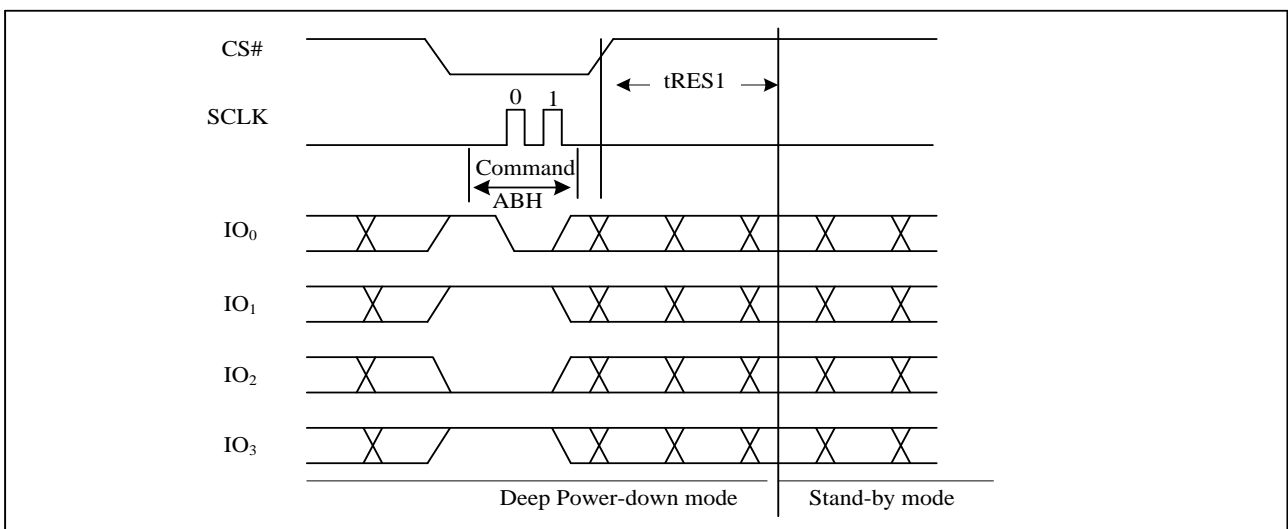 CS#
tRES1
0 1
SCLK
Command
ABH
IO₀
IO₁
IO₂
IO₃
Deep Power-down mode Stand-by mode